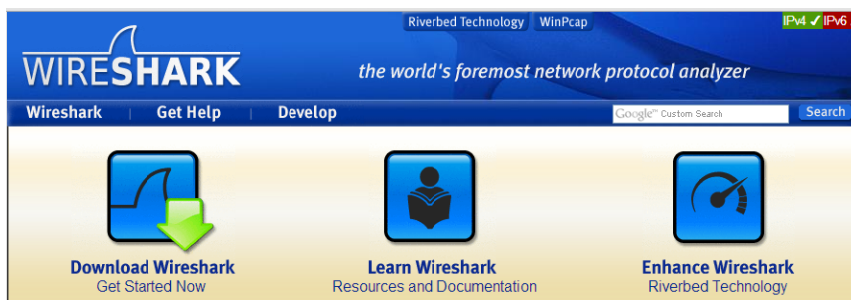 Riverbed Technology WinPcap
IPv4 ✓ IPv6
WIRESHARK
the world's foremost network protocol analyzer
Wireshark | Get Help | Develop
Google™ Custom Search
Search
Download Wireshark
Get Started Now
Learn Wireshark
Resources and Documentation
Enhance Wireshark
Riverbed Technology